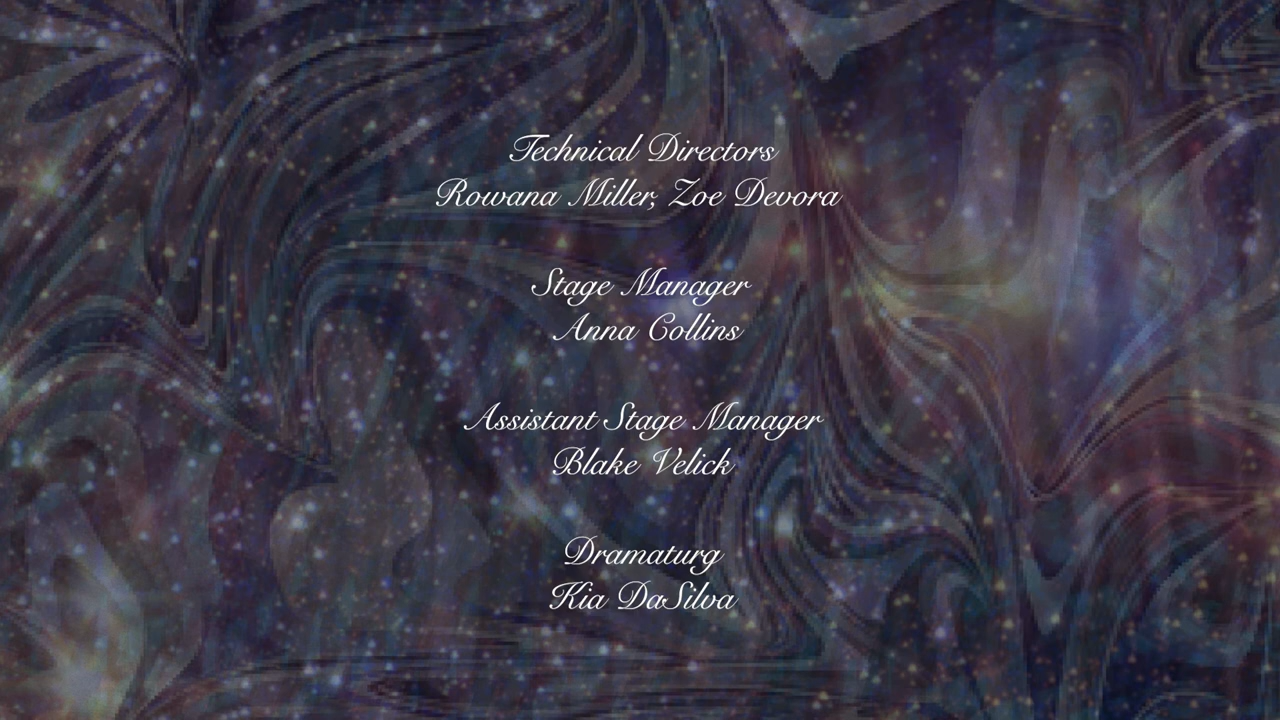 Technical Directors
Rowana Miller, Zoe Devora
Stage Manager
Anna Collins
Assistant Stage Manager
Blake Velick
Dramaturg
Kia DaSilva